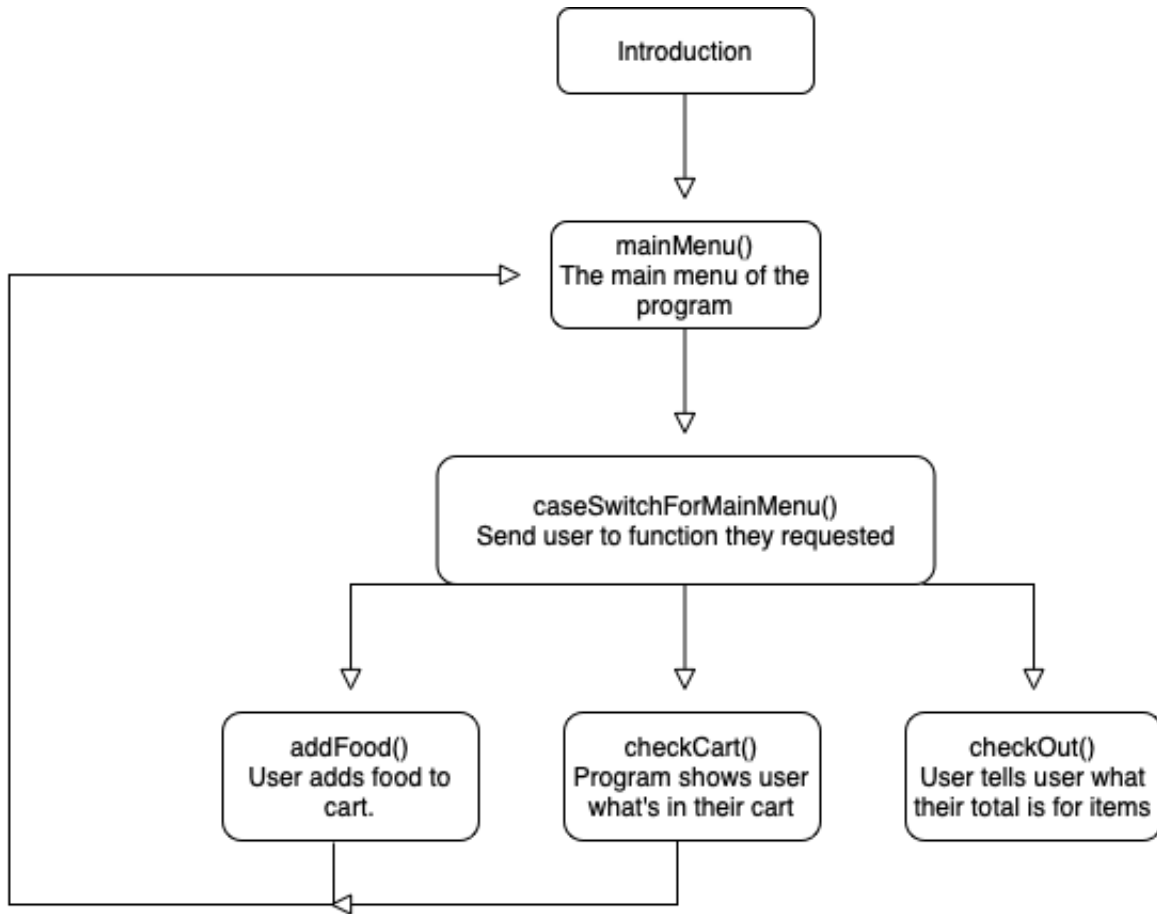 Introduction
mainMenu()
The main menu of the
program
caseSwitchForMainMenu()
Send user to function they requested
addFood()
User adds food to
cart.
checkCart()
Program shows user
what's in their cart
checkOut()
User tells user what
their total is for items